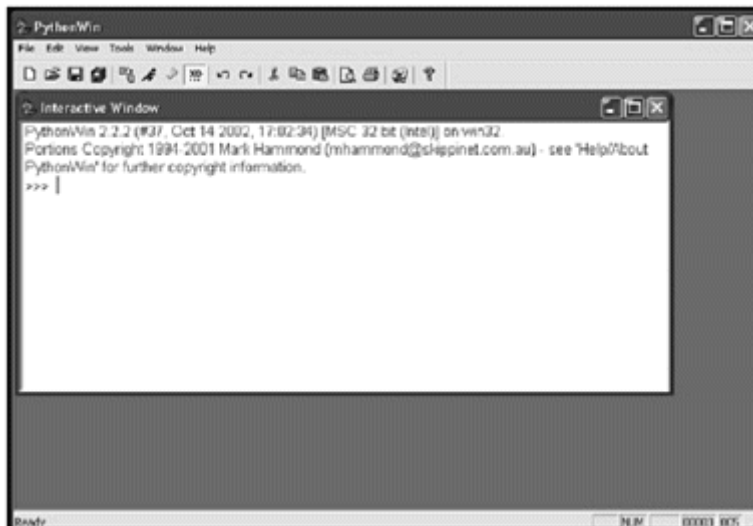 PythonWin
File Edit View Tools Window Help
Interactive Window
PythonWin 2.2.2 (#37, Oct 14 2002, 17:02:34) [MSC 32 bit (Intel)] on win32
Portions Copyright 1994-2001 Mark Hammond (mhammond@skippinet.com.au) - see 'Help/About
PythonWin' for further copyright information.
>>>
Ready NUM 00003 005